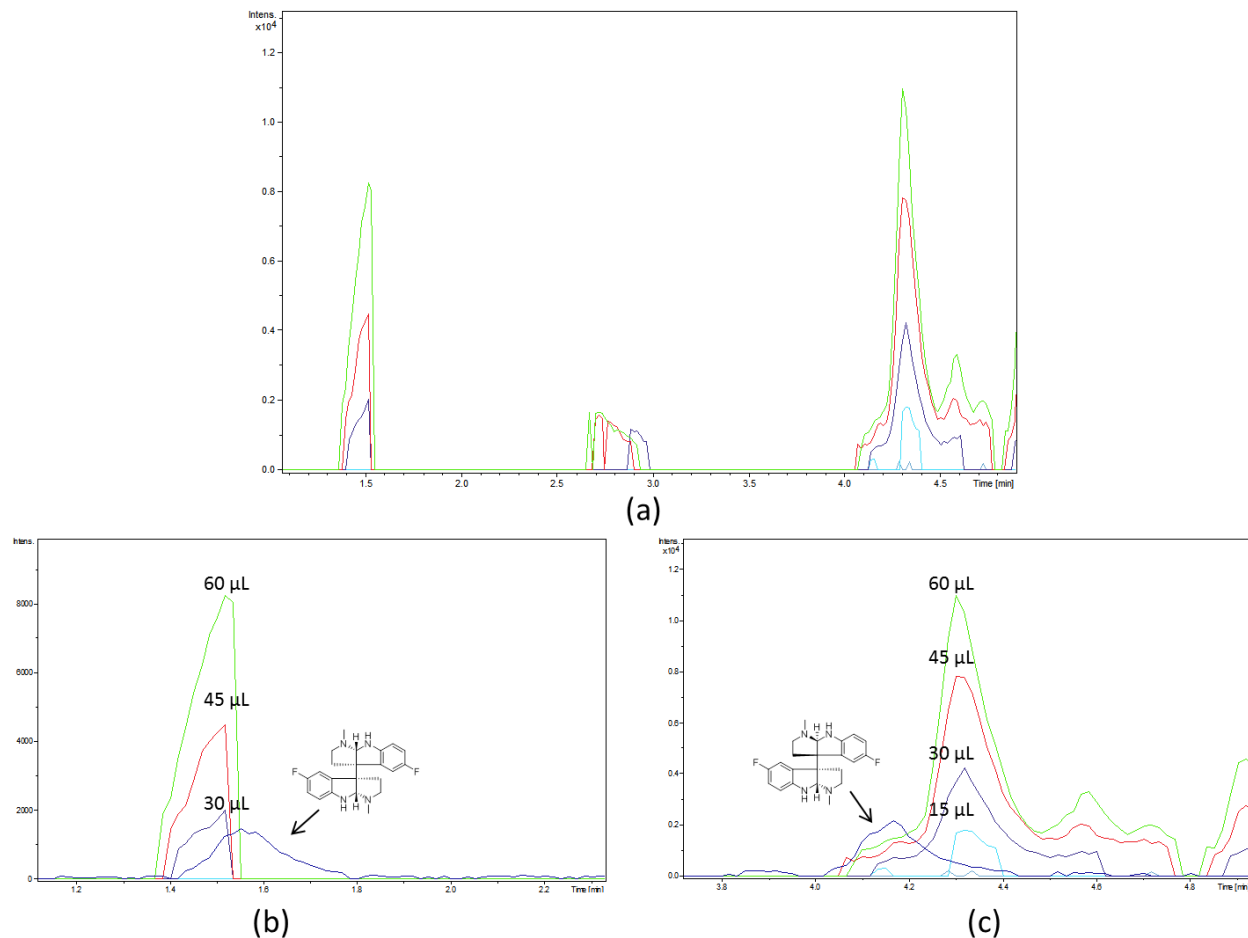 Intens.
x10⁴
1.2
1.0
0.8
0.6
0.4
0.2
0.0
1.5
2.0
2.5
3.0
3.5
4.0
4.5
Time [min]
(a)
Intens.
8000
6000
4000
2000
0
60 µL
45 µL
30 µL
N
H
N
H
F
F
N
H
H
N
1.2
1.4
1.6
1.8
2.0
2.2
Time [min]
(b)
Intens.
x10⁴
1.2
1.0
0.8
0.6
0.4
0.2
0.0
60 µL
45 µL
30 µL
15 µL
N
H
H
N
F
F
N
H
H
N
3.8
4.0
4.2
4.4
4.6
4.8
Time [min]
(c)